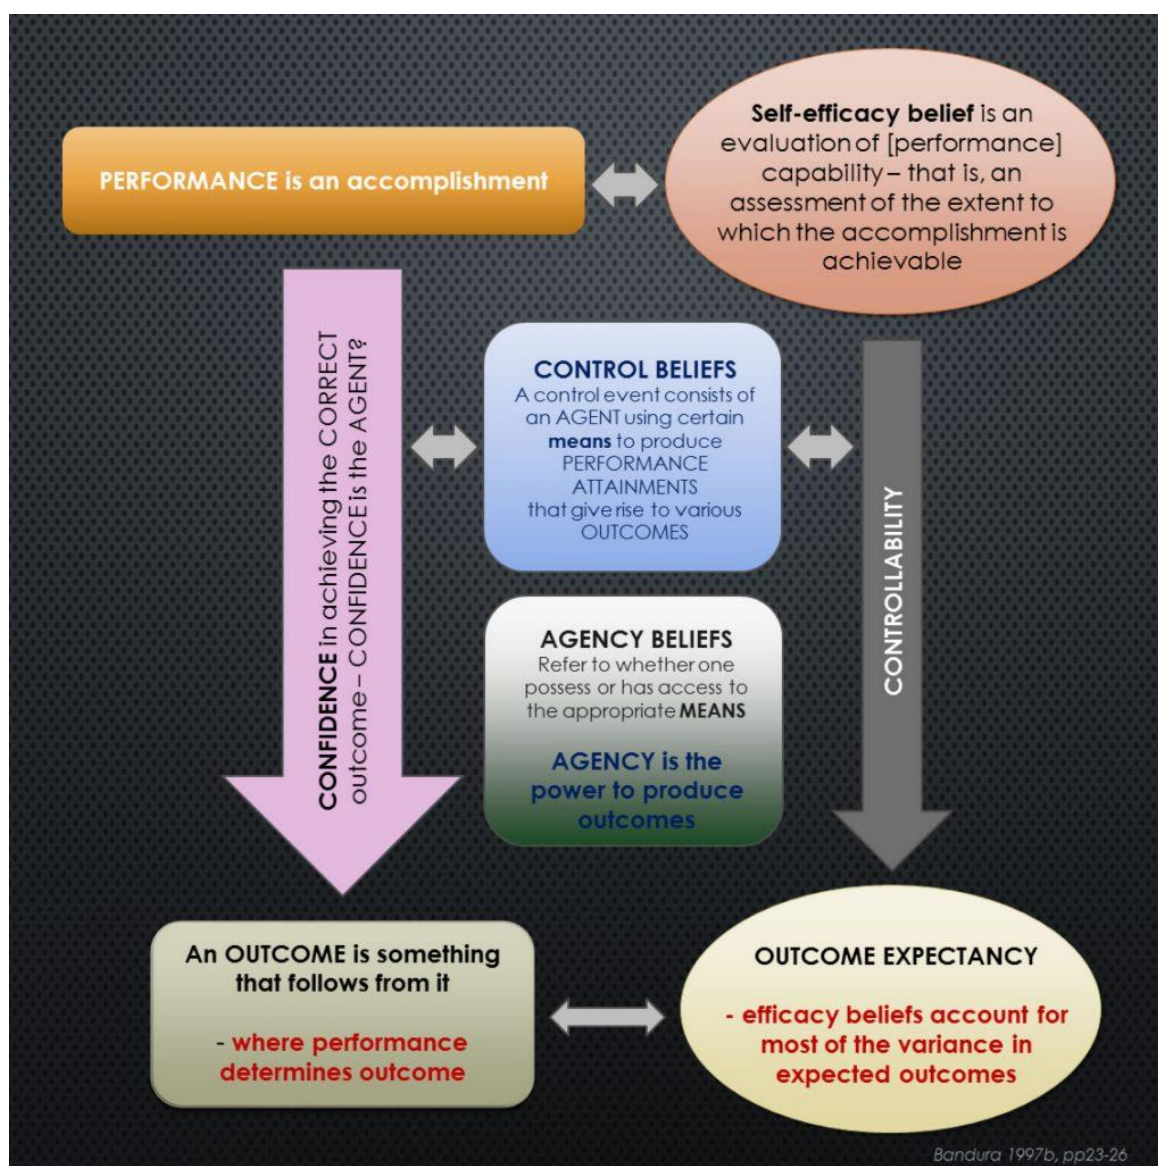 PERFORMANCE is an accomplishment
Self-efficacy belief is an
evaluation of [performance]
capability – that is, an
assessment of the extent to
which the accomplishment is
achievable
CONFIDENCE in achieving the CORRECT
outcome – CONFIDENCE is the AGENT?
CONTROL BELIEFS
A control event consists of
an AGENT using certain
means to produce
PERFORMANCE
ATTAINMENTS
that give rise to various
OUTCOMES
CONTROLLABILITY
AGENCY BELIEFS
Refer to whether one
possess or has access to
the appropriate MEANS
AGENCY is the
power to produce
outcomes
An OUTCOME is something
that follows from it
- where performance
determines outcome
OUTCOME EXPECTANCY
- efficacy beliefs account for
most of the variance in
expected outcomes
Bandura 1997b, pp23-26